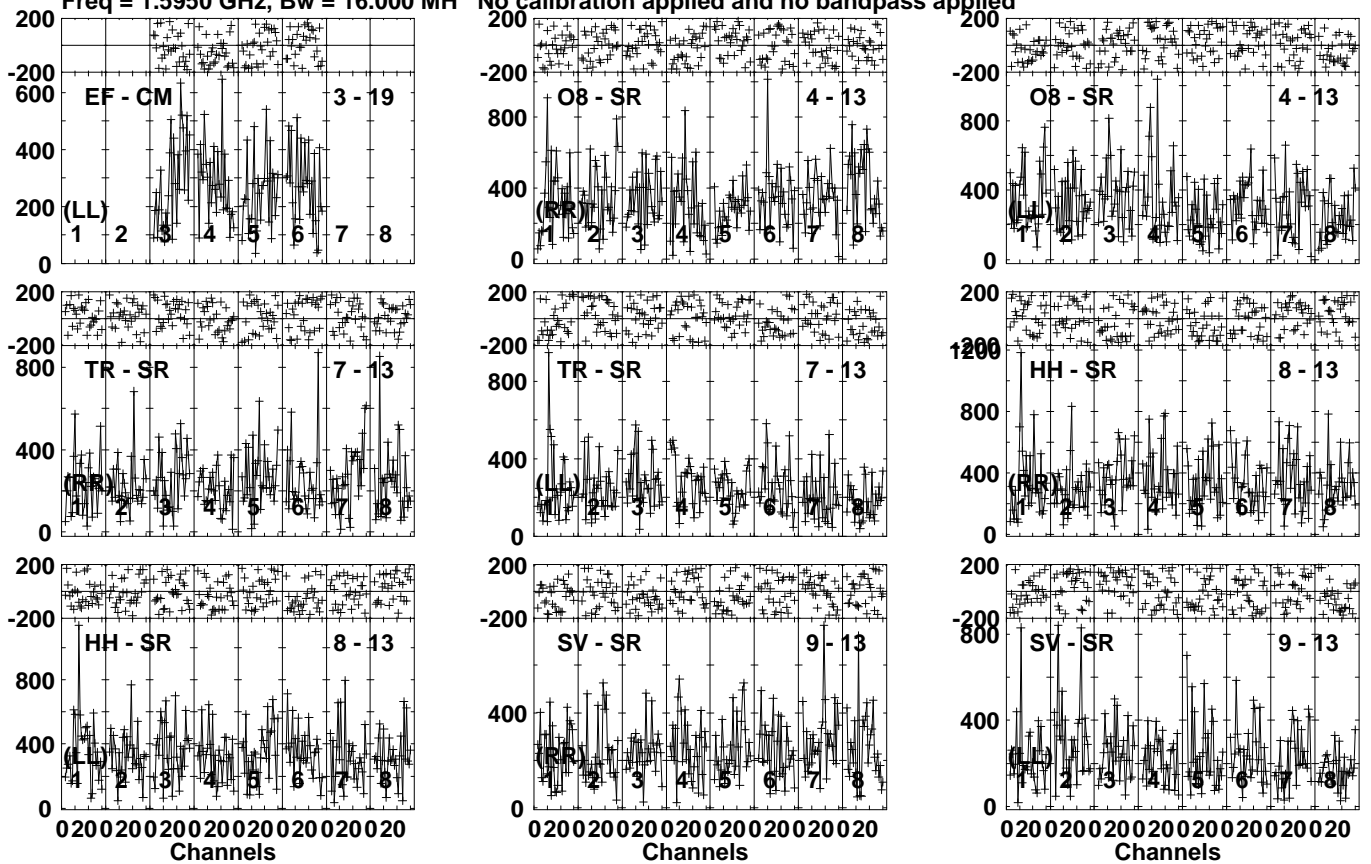 Freq = 1.5950 GHz, Bw = 16.000 MH No calibration applied and no bandpass applied
200 200 200
-200 -200 -200
EF - CM 3 - 19 O8 - SR 4 - 13 O8 - SR 4 - 13
600 800 800
400 400 400
200
(LL) (RR) (LL)
1 2 3 4 5 6 7 8 1 2 3 4 5 6 7 8 1 2 3 4 5 6 7 8
0 0 0
200 200 200
-200 -200 -200
1200
TR - SR 7 - 13 TR - SR 7 - 13 HH - SR 8 - 13
800 800 800
400 400 400
(RR) (LL) (RR)
1 2 3 4 5 6 7 8 1 2 3 4 5 6 7 8 1 2 3 4 5 6 7 8
0 0 0
200 200 200
-200 -200 -200
HH - SR 8 - 13 SV - SR 9 - 13 SV - SR 9 - 13
800 800
400 400 400
(LL) (RR) (LL)
1 2 3 4 5 6 7 8 1 2 3 4 5 6 7 8 1 2 3 4 5 6 7 8
0 0 0
0 20 0 20 0 20 0 20 0 20 0 20 0 20 0 20 0 20 0 20 0 20 0 20 0 20 0 20 0 20 0 20 0 20 0 20 0 20 0 20 0 20 0 20 0 20 0 20
Channels Channels Channels